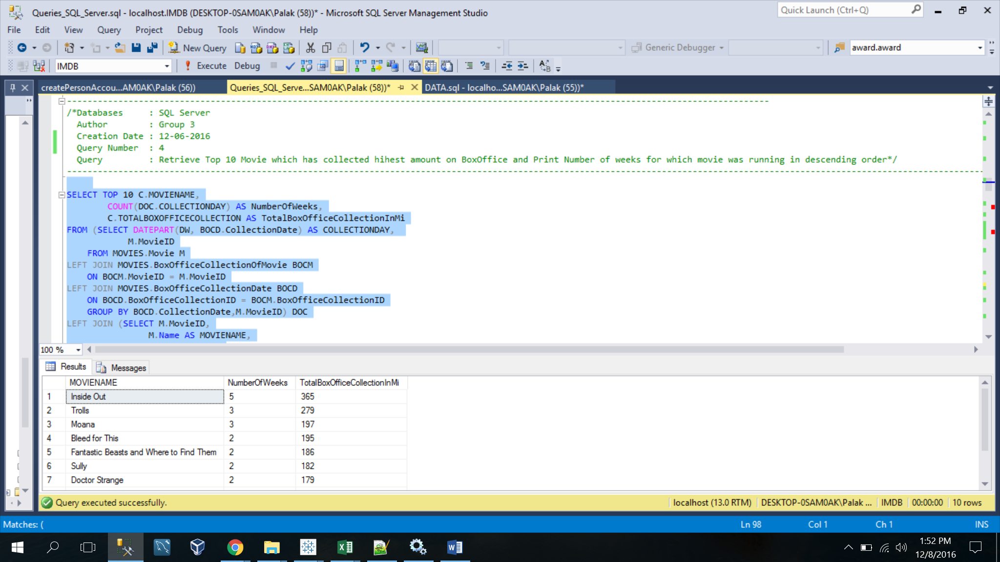 Queries_SQL_Server.sql - localhost.IMDB (DESKTOP-0SAM0AK\Palak (58))* - Microsoft SQL Server Management Studio
Quick Launch (Ctrl+Q)
File Edit View Query Project Debug Tools Window Help
New Query
Generic Debugger
award.award
IMDB
Execute Debug
createPersonAccou...AM0AK\Palak (56))
Queries_SQL_Serve...SAM0AK\Palak (58))*
DATA.sql - localho...SAM0AK\Palak (55))*
/*Databases : SQL Server
Author : Group 3
Creation Date : 12-06-2016
Query Number : 4
Query : Retrieve Top 10 Movie which has collected hihest amount on BoxOffice and Print Number of weeks for which movie was running in descending order*/
SELECT TOP 10 C.MOVIENAME,
COUNT(DOC.COLLECTIONDAY) AS NumberOfWeeks,
C.TOTALBOXOFFICECOLLECTION AS TotalBoxOfficeCollectionInMi
FROM (SELECT DATEPART(DW, BOCD.CollectionDate) AS COLLECTIONDAY,
M.MovieID
FROM MOVIES.Movie M
LEFT JOIN MOVIES.BoxOfficeCollectionOfMovie BOCM
ON BOCM.MovieID = M.MovieID
LEFT JOIN MOVIES.BoxOfficeCollectionDate BOCD
ON BOCD.BoxOfficeCollectionID = BOCM.BoxOfficeCollectionID
GROUP BY BOCD.CollectionDate,M.MovieID) DOC
LEFT JOIN (SELECT M.MovieID,
M.Name AS MOVIENAME,
100 %
Results Messages
MOVIENAME NumberOfWeeks TotalBoxOfficeCollectionInMi
1 Inside Out 5 365
2 Trolls 3 279
3 Moana 3 197
4 Bleed for This 2 195
5 Fantastic Beasts and Where to Find Them 2 186
6 Sully 2 182
7 Doctor Strange 2 179
Query executed successfully.
localhost (13.0 RTM) DESKTOP-0SAM0AK\Palak ... IMDB 00:00:00 10 rows
Matches: (
Ln 98 Col 1 Ch 1 INS
1:52 PM
12/8/2016